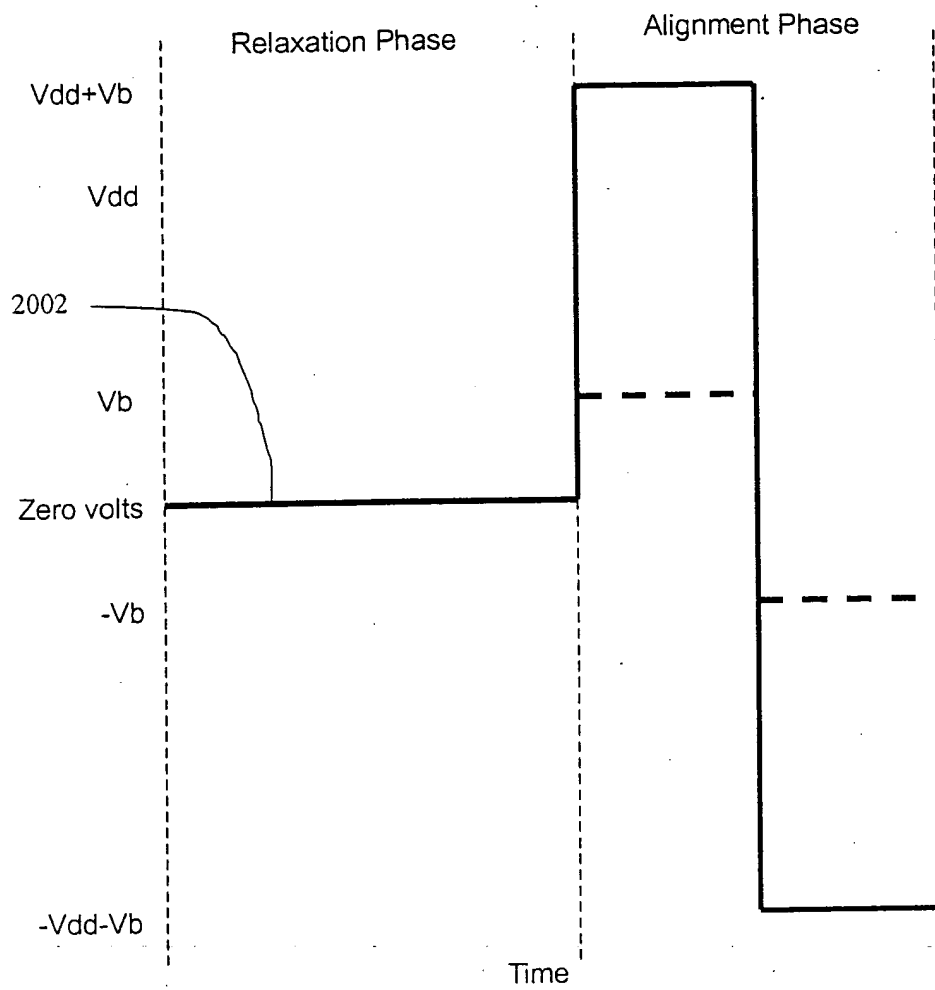 Relaxation Phase
Alignment Phase
Vdd+Vb
Vdd
2002
Vb
Zero volts
-Vb
-Vdd-Vb
Time